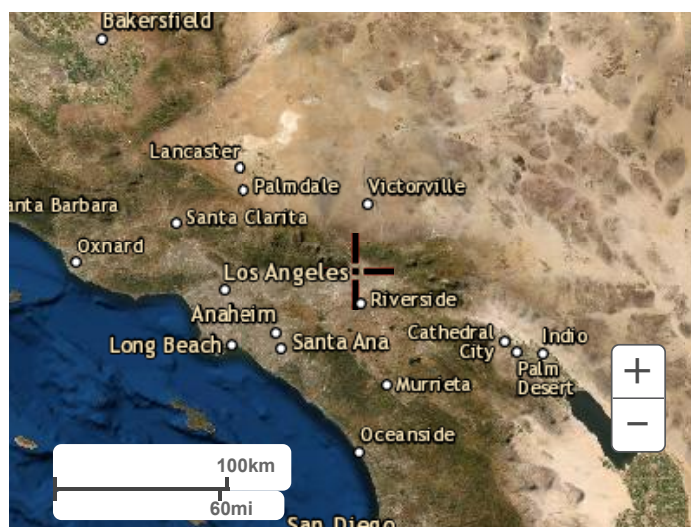 Bakersfield
Lancaster
Palmdale
Victorville
anta Barbara
Santa Clarita
Oxnard
Los Angeles
Riverside
Anaheim
Cathedral
City
Indio
Long Beach
Santa Ana
Palm
Desert
Murrieta
Oceanside
+
−
100km
60mi
San Diego